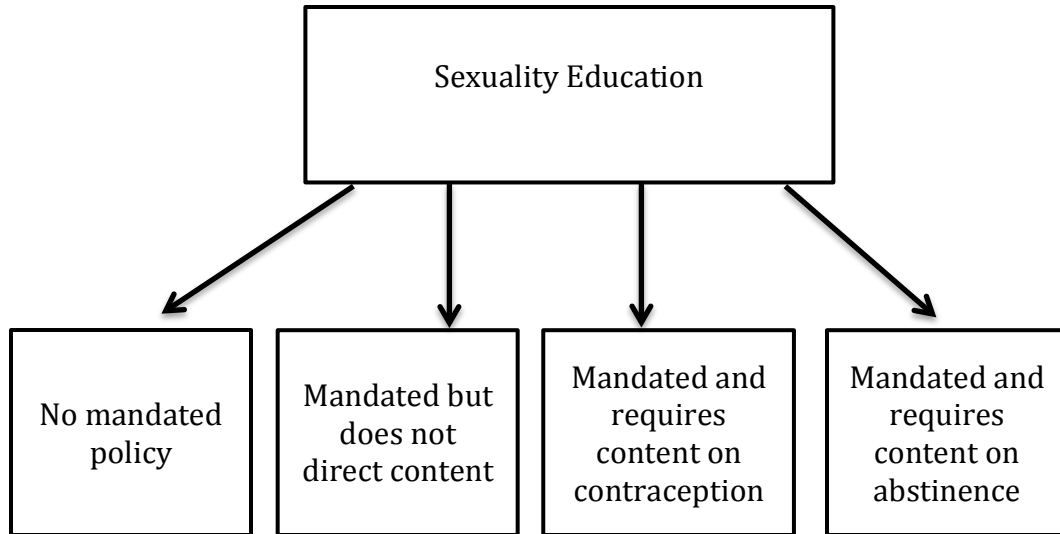 Sexuality Education
No mandated
policy
Mandated but
does not
direct content
Mandated and
requires
content on
contraception
Mandated and
requires
content on
abstinence